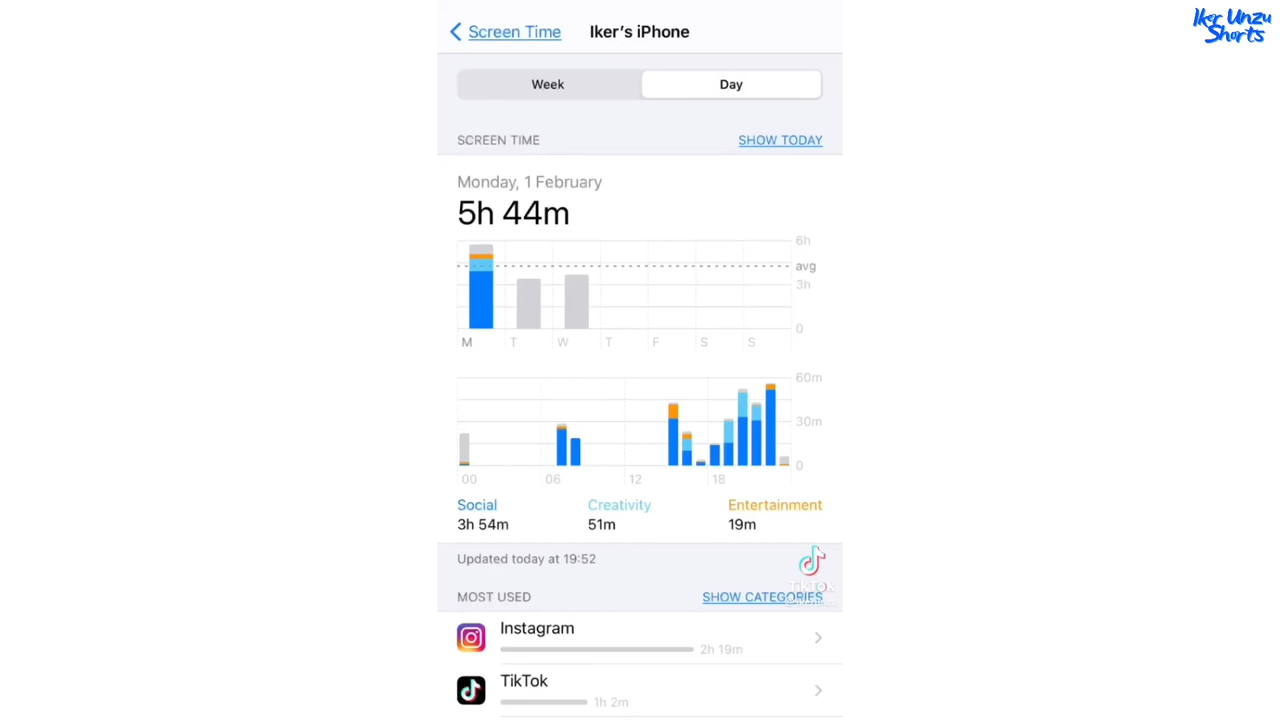 Iker Unzu
Shorts
Screen Time
Iker's iPhone
Week
Day
SCREEN TIME
SHOW TODAY
Monday, 1 February
5h 44m
6h
avg
3h
0
M T W T F S S
60m
30m
0
00 06 12 18
Social
Creativity
Entertainment
3h 54m
51m
19m
Updated today at 19:52
TikTok
MOST USED
SHOW CATEGORIES
Instagram
2h 19m
TikTok
1h 2m